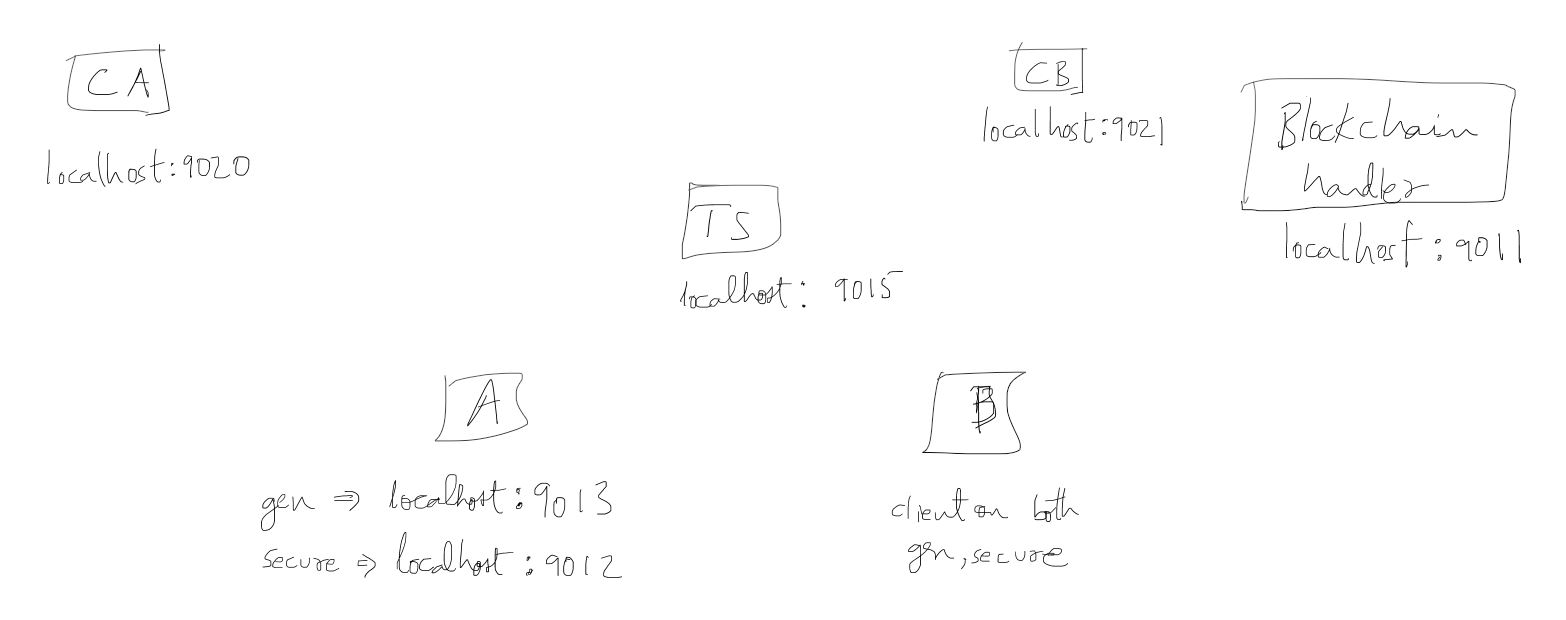 CA
localhost:9020
CB
localhost:9021
Blockchain
handler
localhost:9011
TS
localhost: 9015
A
gen ⇒ localhost:9013
secure ⇒ localhost:9012
B
client on both
gen, secure